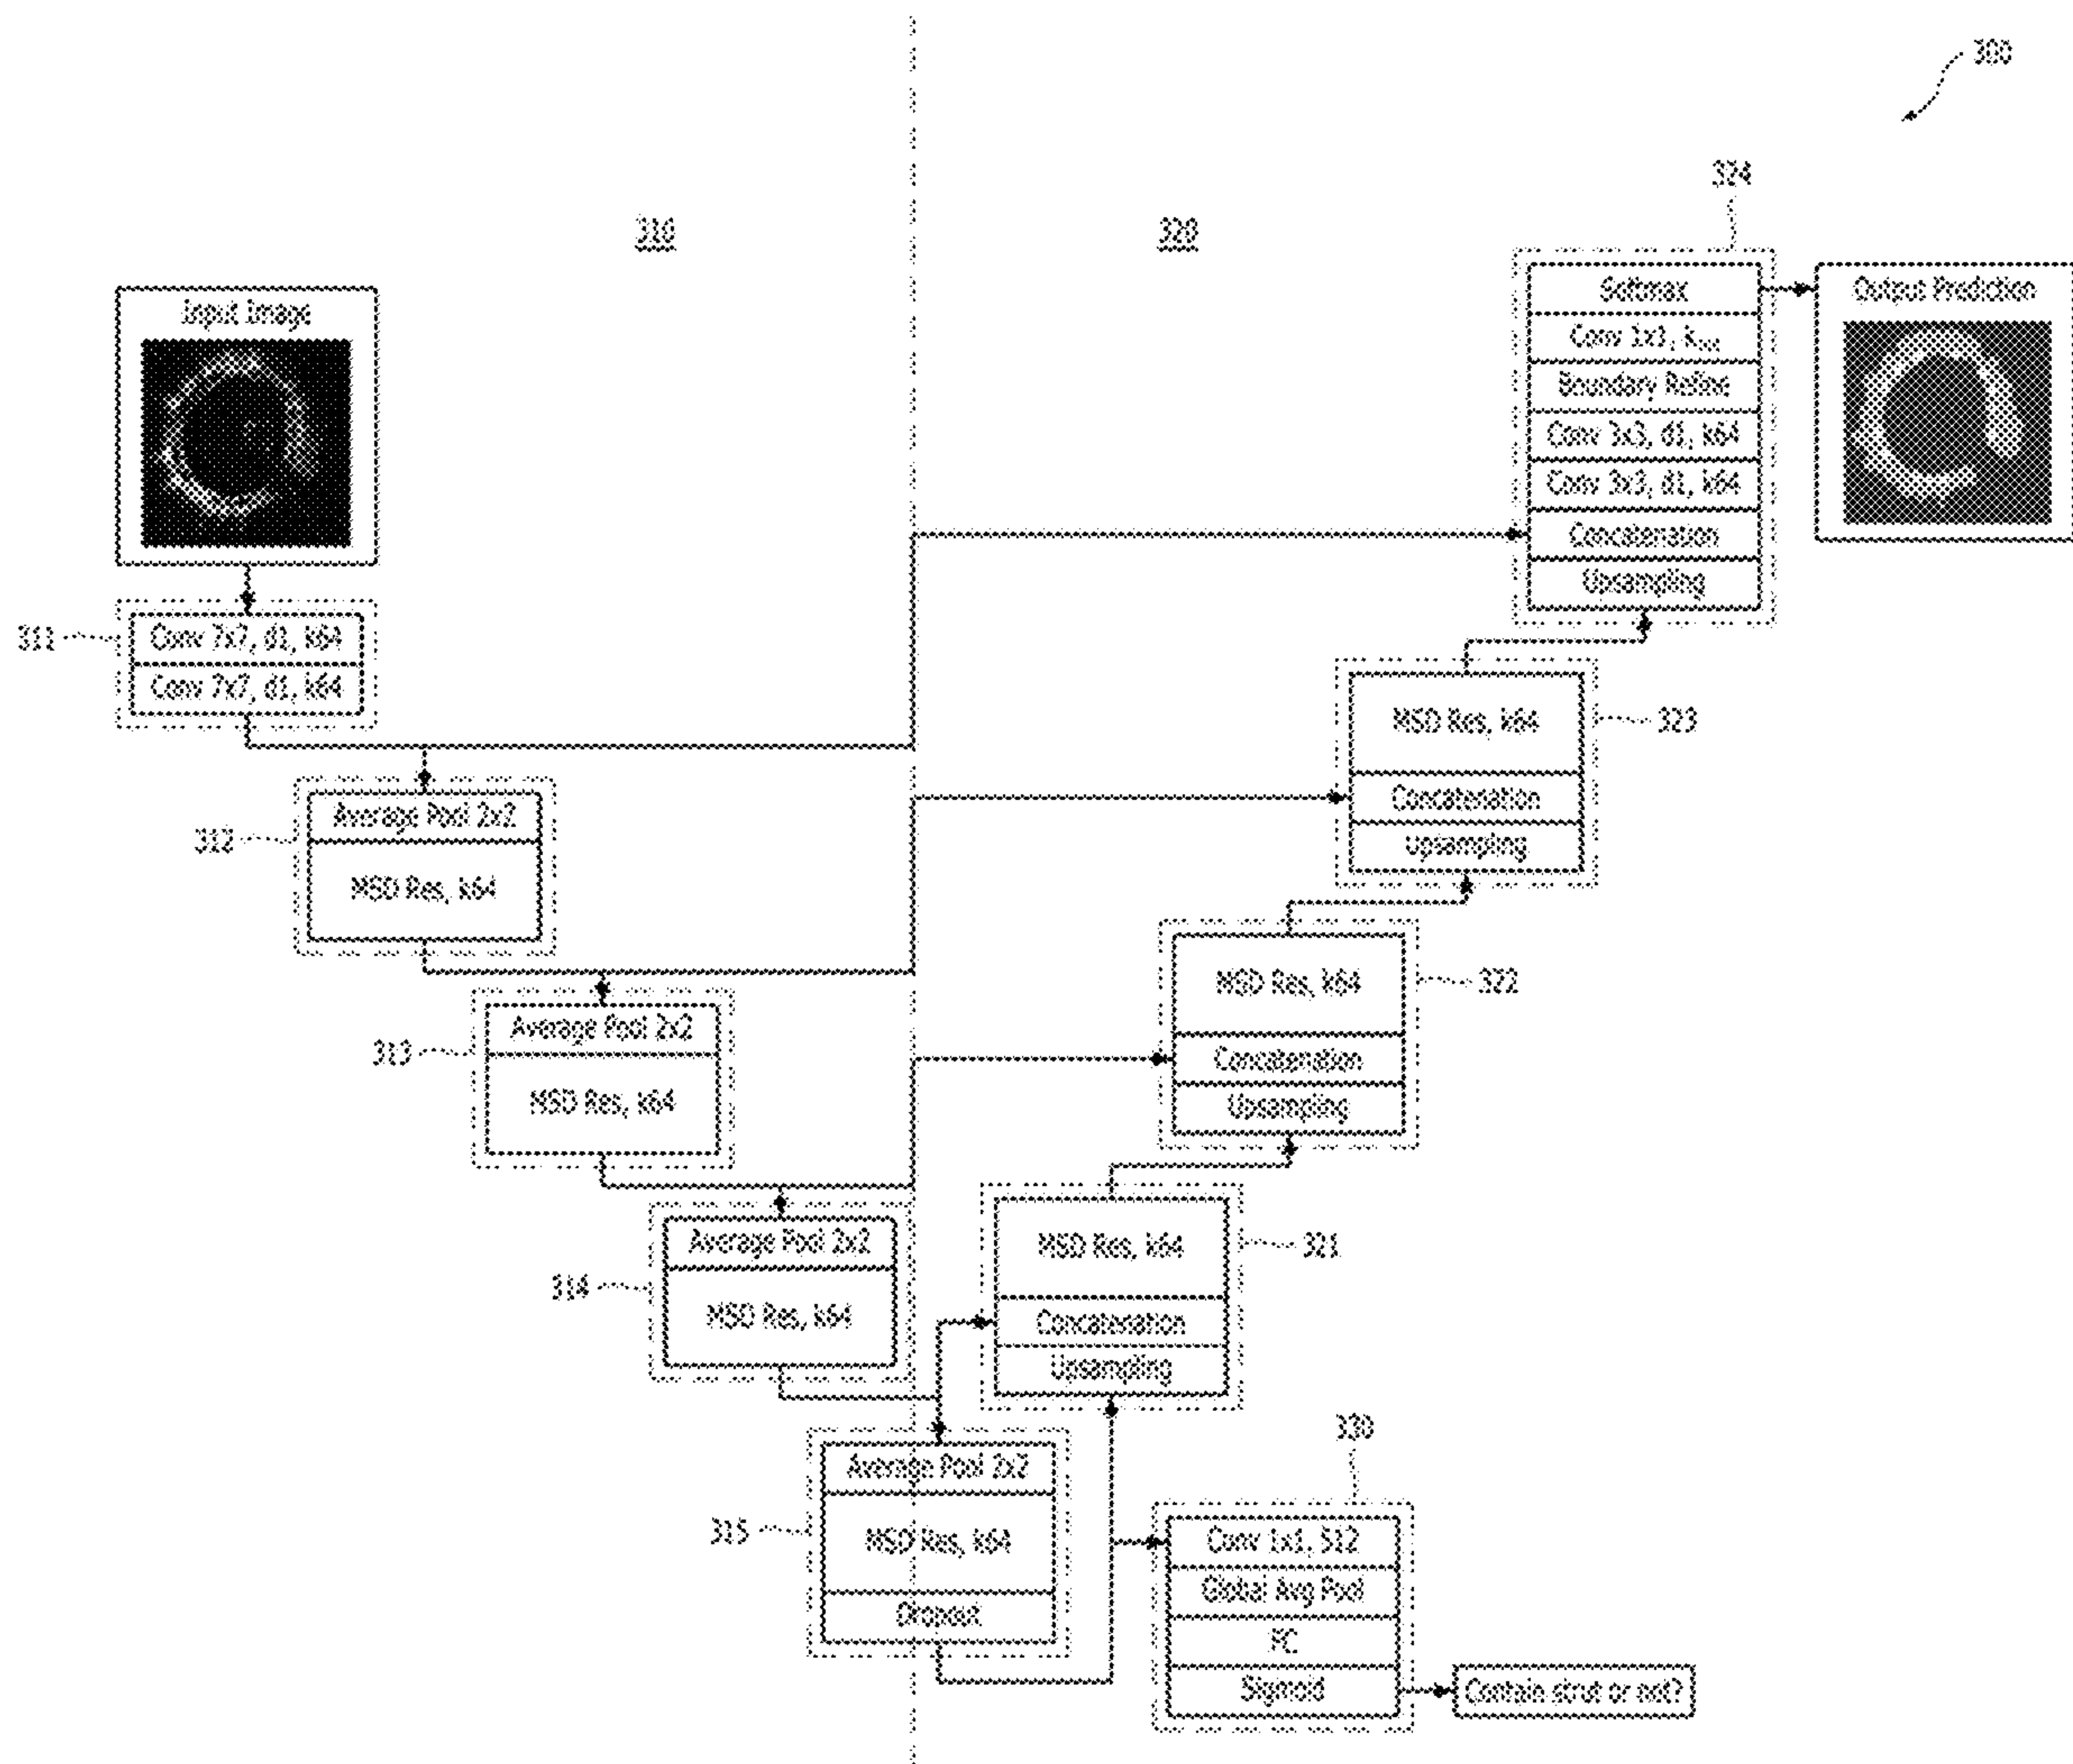 300
324
310
320
Input Image
Softmax
Output Prediction
Conv 1x1,
Boundary Refine
Conv 3x3, d1, k64
Conv 3x3, d1, k64
Concatenation
Upsampling
311
Conv 7x7, d1, k64
Conv 7x7, d1, k64
MSD Res, k64
323
Concatenation
Upsampling
312
Average Pool 2x2
MSD Res, k64
MSD Res, k64
322
Concatenation
Upsampling
313
Average Pool 2x2
MSD Res, k64
MSD Res, k64
321
Concatenation
Upsampling
314
Average Pool 2x2
MSD Res, k64
315
Average Pool 2x2
MSD Res, k64
Dropout
330
Conv 1x1, 512
Global Avg Pool
FC
Sigmoid
Contain strut or not?